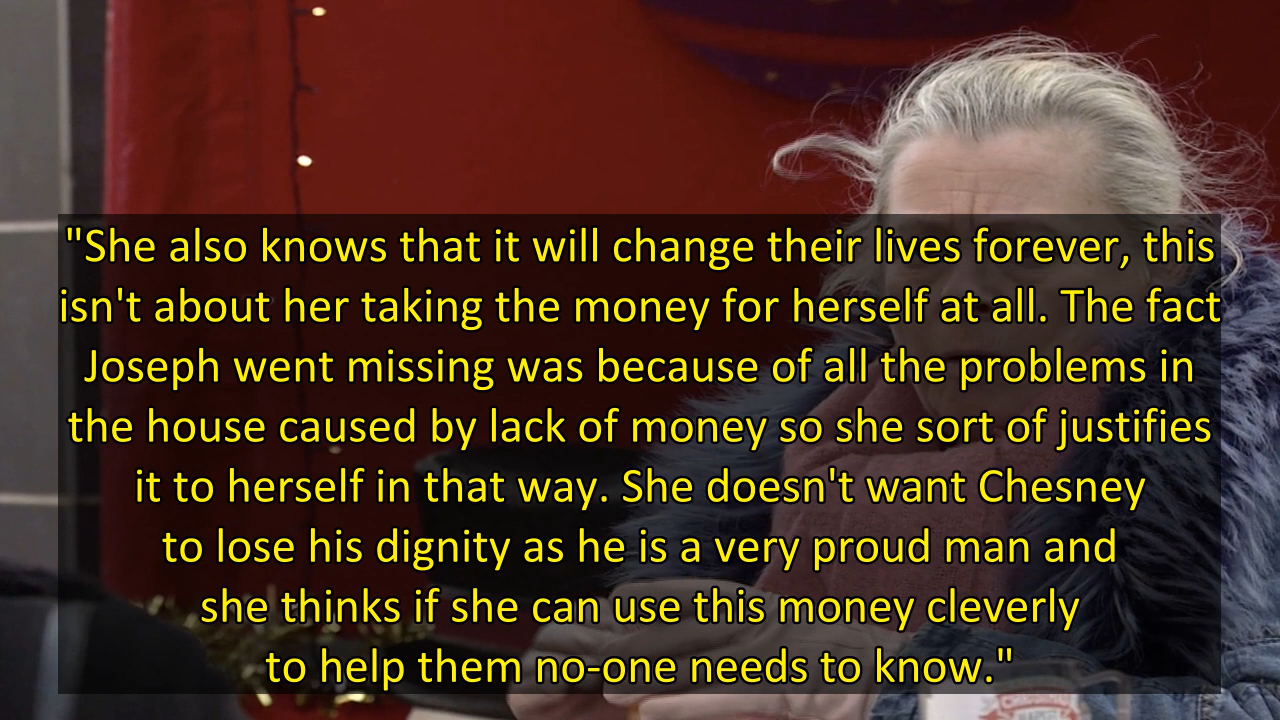 "She also knows that it will change their lives forever, this
isn't about her taking the money for herself at all. The fact
Joseph went missing was because of all the problems in
the house caused by lack of money so she sort of justifies
it to herself in that way. She doesn't want Chesney
to lose his dignity as he is a very proud man and
she thinks if she can use this money cleverly
to help them no-one needs to know."